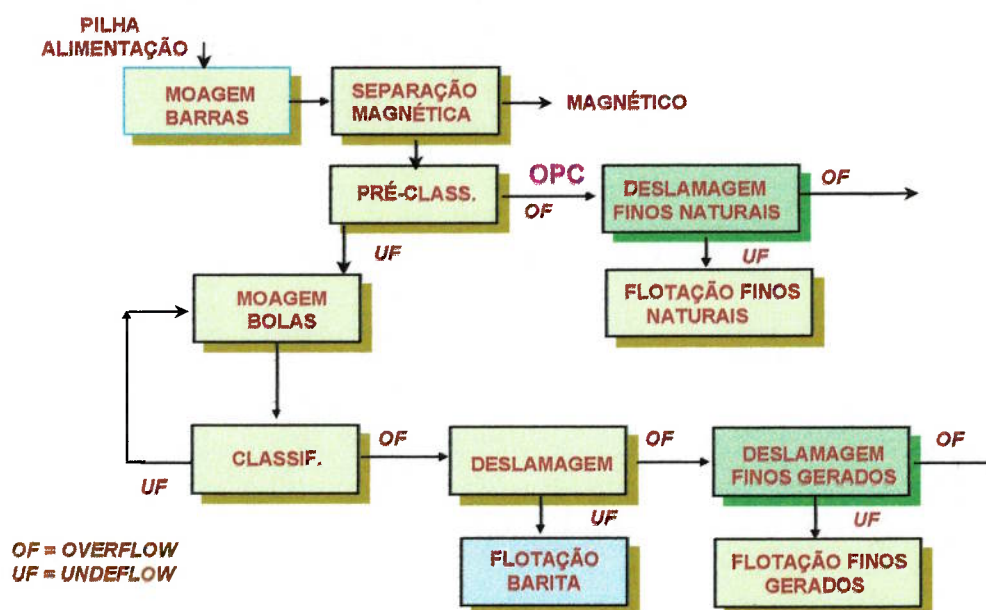 PILHA
ALIMENTAÇÃO
MOAGEM
BARRAS
SEPARAÇÃO
MAGNÉTICA
MAGNÉTICO
PRÉ-CLASS.
OPC
OF
DESLAMAGEM
FINOS NATURAIS
OF
UF
UF
MOAGEM
BOLAS
FLOTAÇÃO FINOS
NATURAIS
CLASSIF.
OF
DESLAMAGEM
OF
DESLAMAGEM
FINOS GERADOS
OF
UF
UF
UF
FLOTAÇÃO
BARITA
FLOTAÇÃO FINOS
GERADOS
OF = OVERFLOW
UF = UNDEFLOW